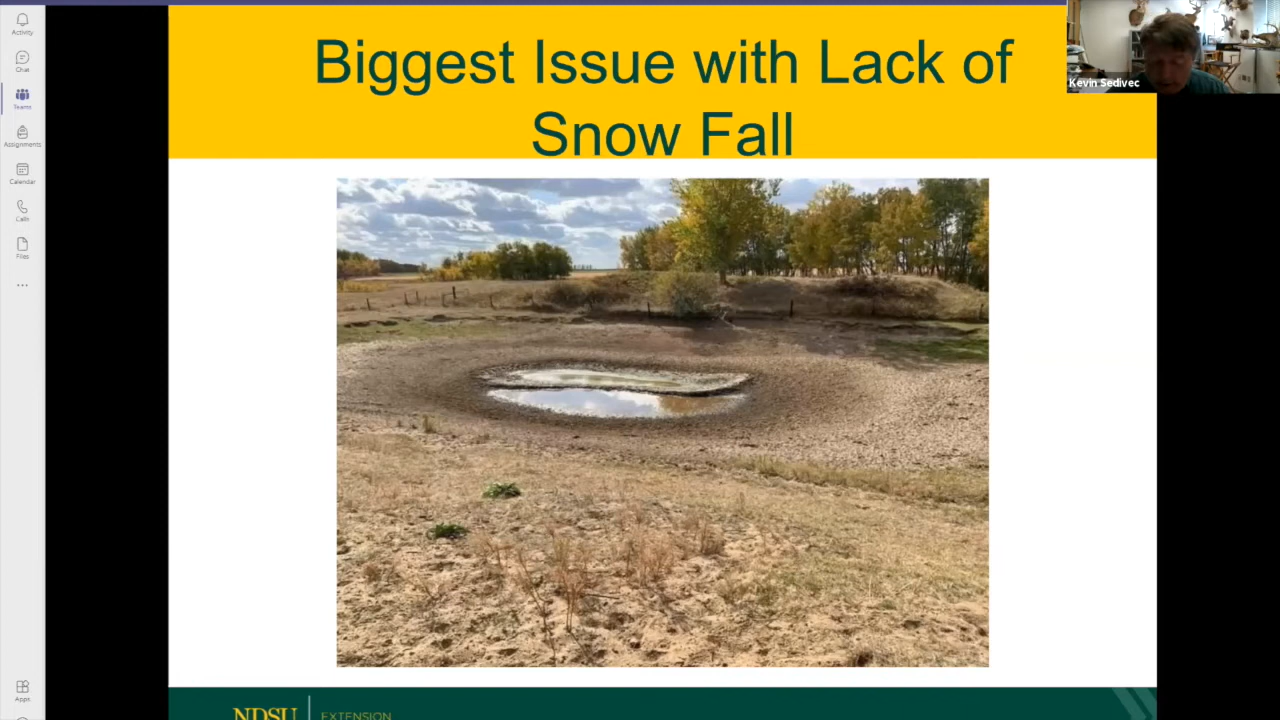 Activity
Chat
Teams
Assignments
Calendar
Calls
Files
Apps
Biggest Issue with Lack of
Snow Fall
Kevin Sedivec
NDSU
EXTENSION